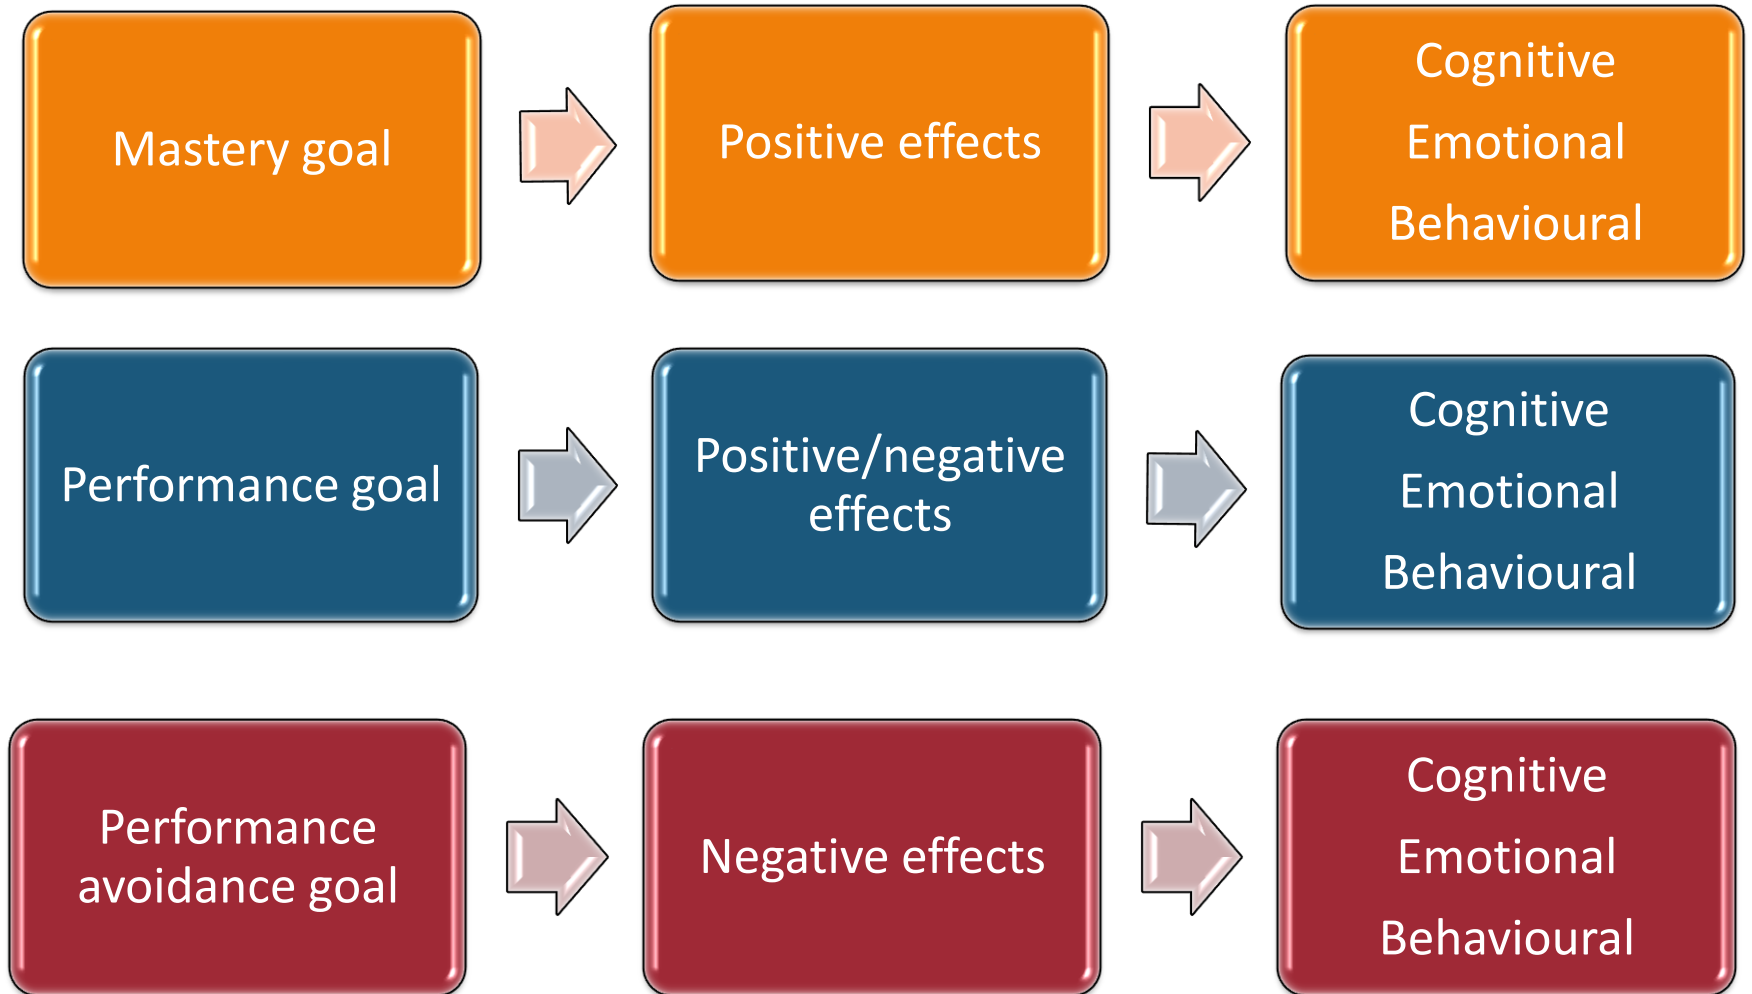 Mastery goal
Positive effects
Cognitive
Emotional
Behavioural
Performance goal
Positive/negative
effects
Cognitive
Emotional
Behavioural
Performance
avoidance goal
Negative effects
Cognitive
Emotional
Behavioural